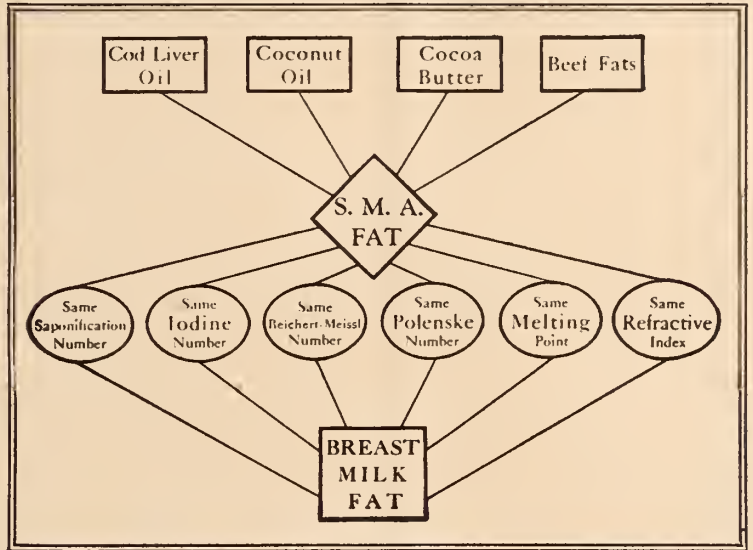 Cod Liver
Oil
Coconut
Oil
Cocoa
Butter
Beef Fats
S. M. A.
FAT
Same
Saponification
Number
Same
Iodine
Number
Same
Reichert-Meissl
Number
Same
Polenske
Number
Same
Melting
Point
Same
Refractive
Index
BREAST
MILK
FAT